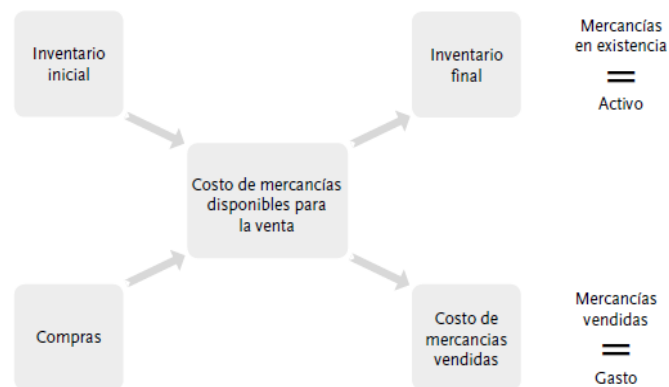 Inventario
inicial
Inventario
final
Mercancías
en existencia
=
Activo
Costo de mercancías
disponibles para
la venta
Compras
Costo de
mercancias
vendidas
Mercancías
vendidas
=
Gasto